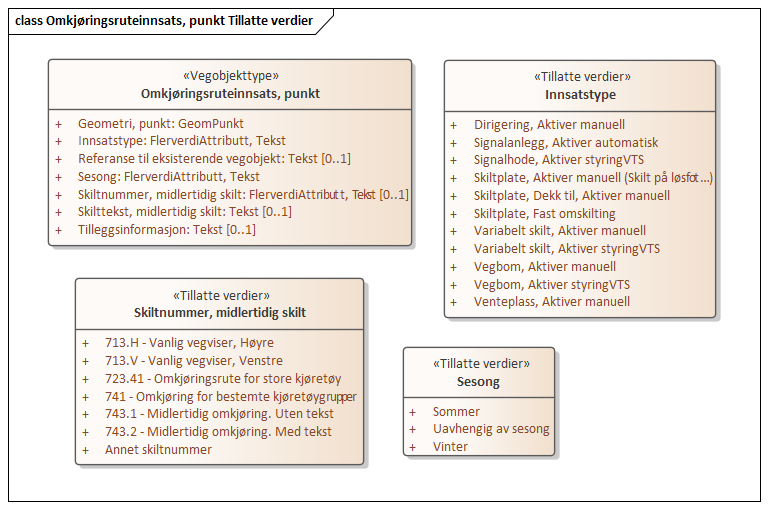 class Omkjøringsruteinnsats, punkt Tillatte verdier
«Vegobjekttype»
Omkjøringsruteinnsats, punkt
+ Geometri, punkt: GeomPunkt
+ Innsatstype: FlerverdiAttributt, Tekst
+ Referanse til eksisterende vegobjekt: Tekst [0..1]
+ Sesong: FlerverdiAttributt, Tekst
+ Skiltnummer, midlertidig skilt: FlerverdiAttributt, Tekst [0..1]
+ Skilttekst, midlertidig skilt: Tekst [0..1]
+ Tilleggsinformasjon: Tekst [0..1]
«Tillatte verdier»
Innsatstype
+ Dirigering, Aktiver manuell
+ Signalanlegg, Aktiver automatisk
+ Signalhode, Aktiver styringVTS
+ Skiltplate, Aktiver manuell (Skilt på løsfot...)
+ Skiltplate, Dekk til, Aktiver manuell
+ Skiltplate, Fast omskilting
+ Variabelt skilt, Aktiver manuell
+ Variabelt skilt, Aktiver styringVTS
+ Vegbom, Aktiver manuell
+ Vegbom, Aktiver styringVTS
+ Venteplass, Aktiver manuell
«Tillatte verdier»
Skiltnummer, midlertidig skilt
+ 713.H - Vanlig vegviser, Høyre
+ 713.V - Vanlig vegviser, Venstre
+ 723.41 - Omkjøringsrute for store kjøretøy
+ 741 - Omkjøring for bestemte kjøretøygrupper
+ 743.1 - Midlertidig omkjøring. Uten tekst
+ 743.2 - Midlertidig omkjøring. Med tekst
+ Annet skiltnummer
«Tillatte verdier»
Sesong
+ Sommer
+ Uavhengig av sesong
+ Vinter